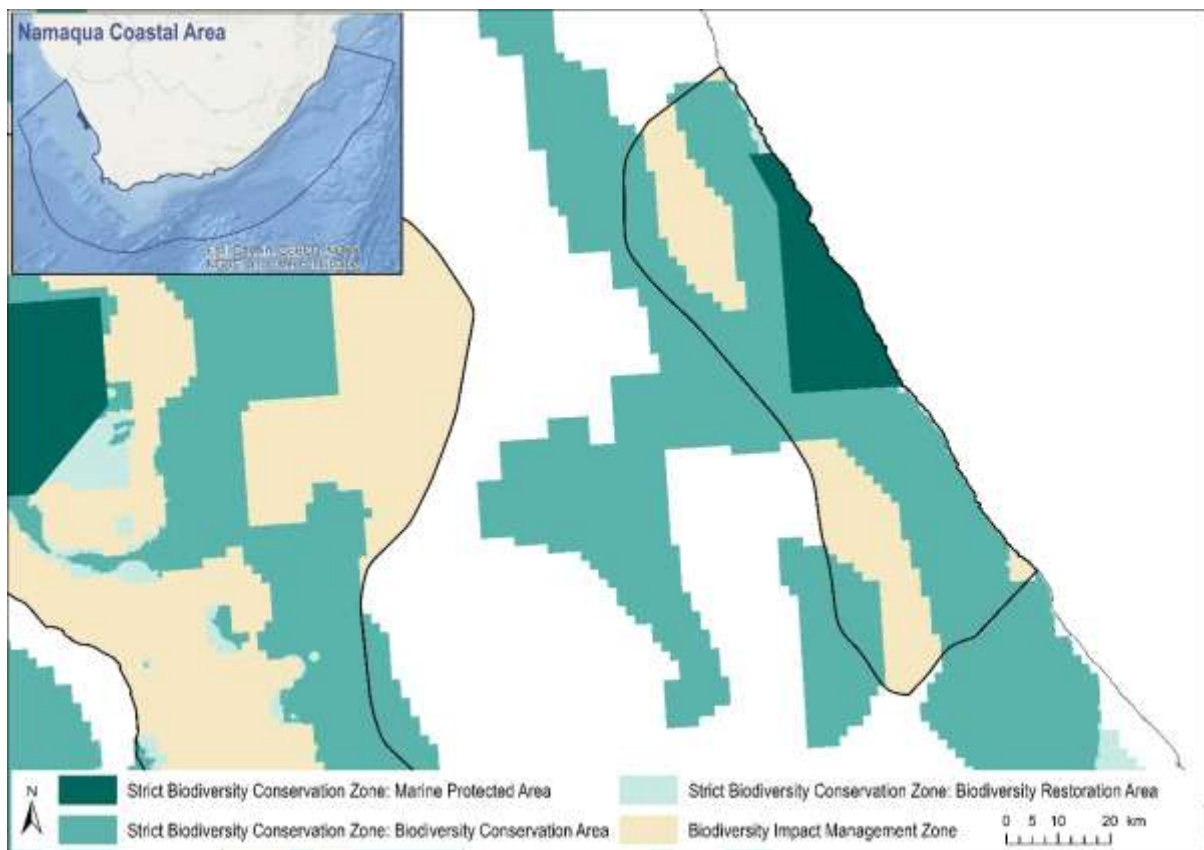 Namaqua Coastal Area
N
Strict Biodiversity Conservation Zone: Marine Protected Area
Strict Biodiversity Conservation Zone: Biodiversity Conservation Area
Strict Biodiversity Conservation Zone: Biodiversity Restoration Area
Biodiversity Impact Management Zone
0 5 10 20 km